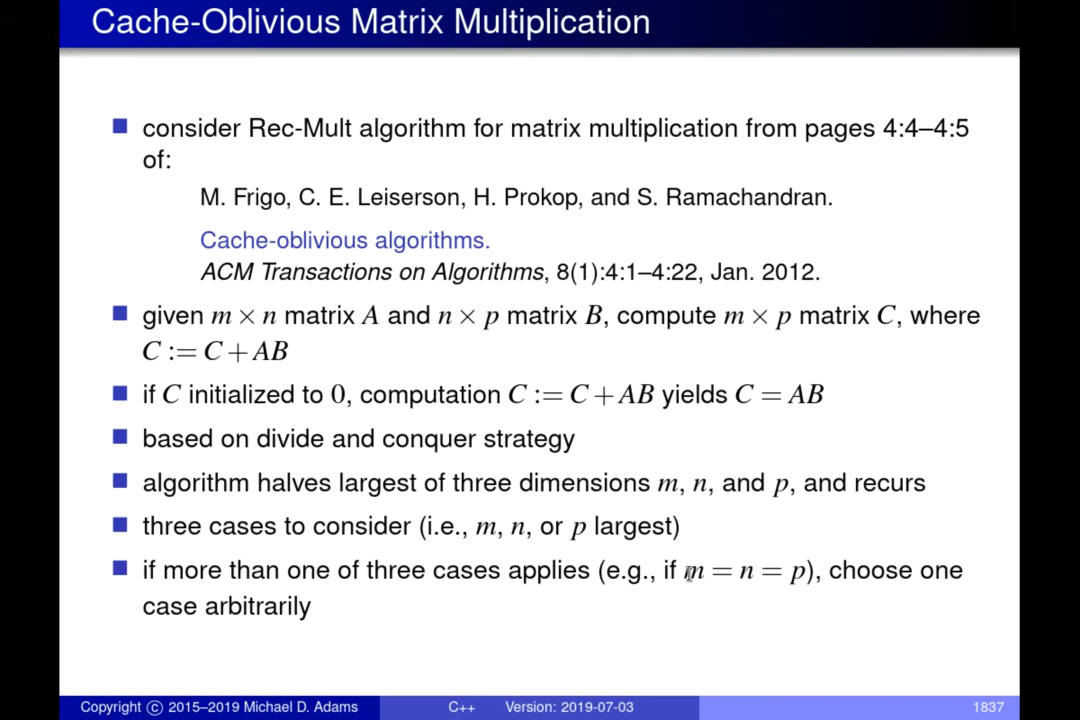 Cache-Oblivious Matrix Multiplication
consider Rec-Mult algorithm for matrix multiplication from pages 4:4–4:5
of:
M. Frigo, C. E. Leiserson, H. Prokop, and S. Ramachandran.
Cache-oblivious algorithms.
ACM Transactions on Algorithms, 8(1):4:1–4:22, Jan. 2012.
given m × n matrix A and n × p matrix B, compute m × p matrix C, where
C := C + AB
if C initialized to 0, computation C := C + AB yields C = AB
based on divide and conquer strategy
algorithm halves largest of three dimensions m, n, and p, and recurs
three cases to consider (i.e., m, n, or p largest)
if more than one of three cases applies (e.g., if m = n = p), choose one
case arbitrarily
Copyright © 2015–2019 Michael D. Adams C++ Version: 2019-07-03 1837